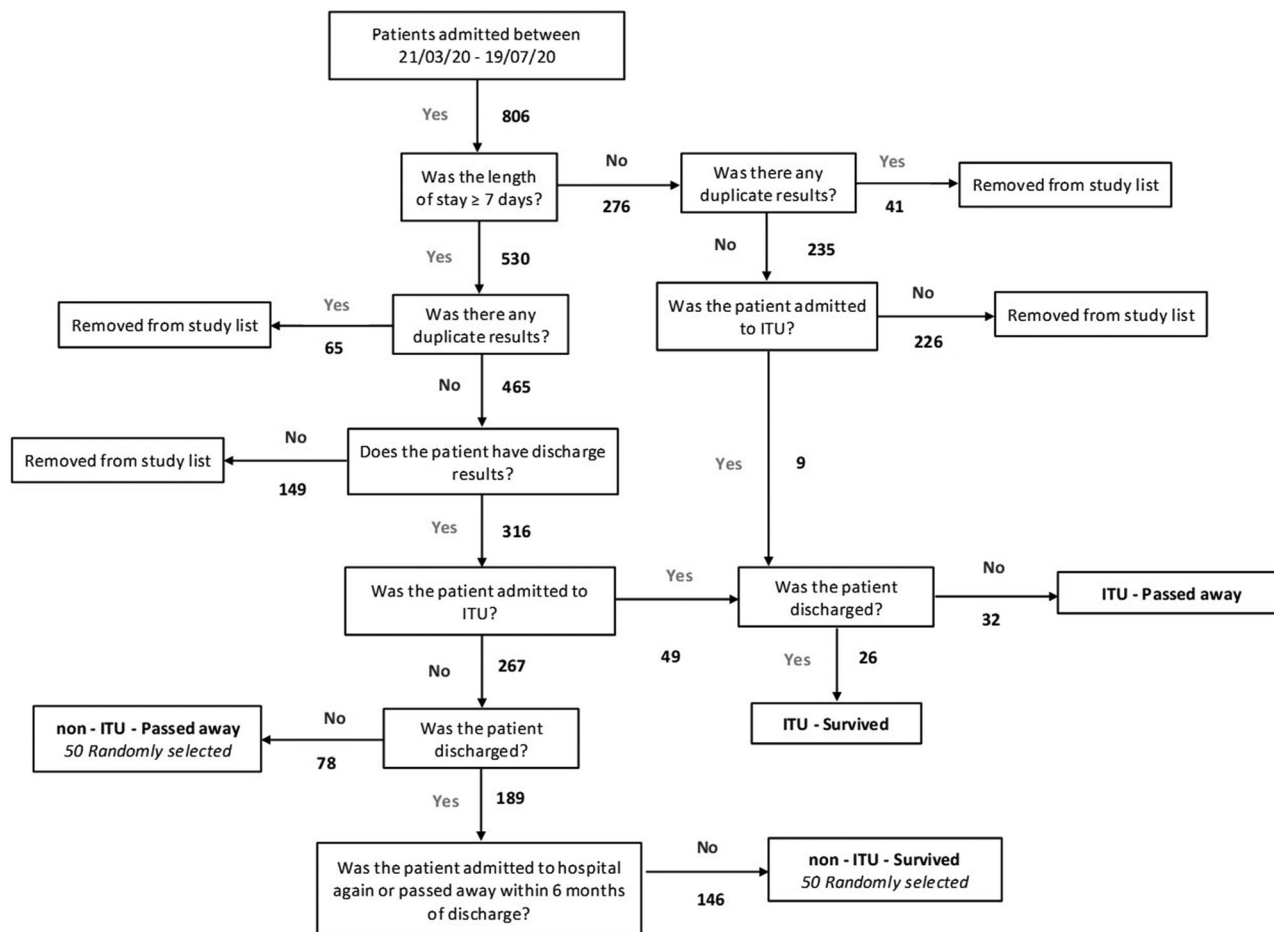 Patients admitted between
21/03/20 - 19/07/20
Yes
806
Was the length
of stay ≥ 7 days?
No
276
Was there any
duplicate results?
Yes
41
Removed from study list
Yes
530
No
235
Was there any
duplicate results?
Yes
65
Removed from study list
Was the patient admitted
to ITU?
No
226
Removed from study list
No
465
Does the patient have discharge
results?
No
149
Removed from study list
Yes
9
Yes
316
Was the patient admitted to
ITU?
Yes
49
Was the patient
discharged?
No
32
ITU - Passed away
Yes
26
ITU - Survived
No
267
Was the patient
discharged?
No
78
non - ITU - Passed away
50 Randomly selected
Yes
189
Was the patient admitted to hospital
again or passed away within 6 months
of discharge?
No
146
non - ITU - Survived
50 Randomly selected